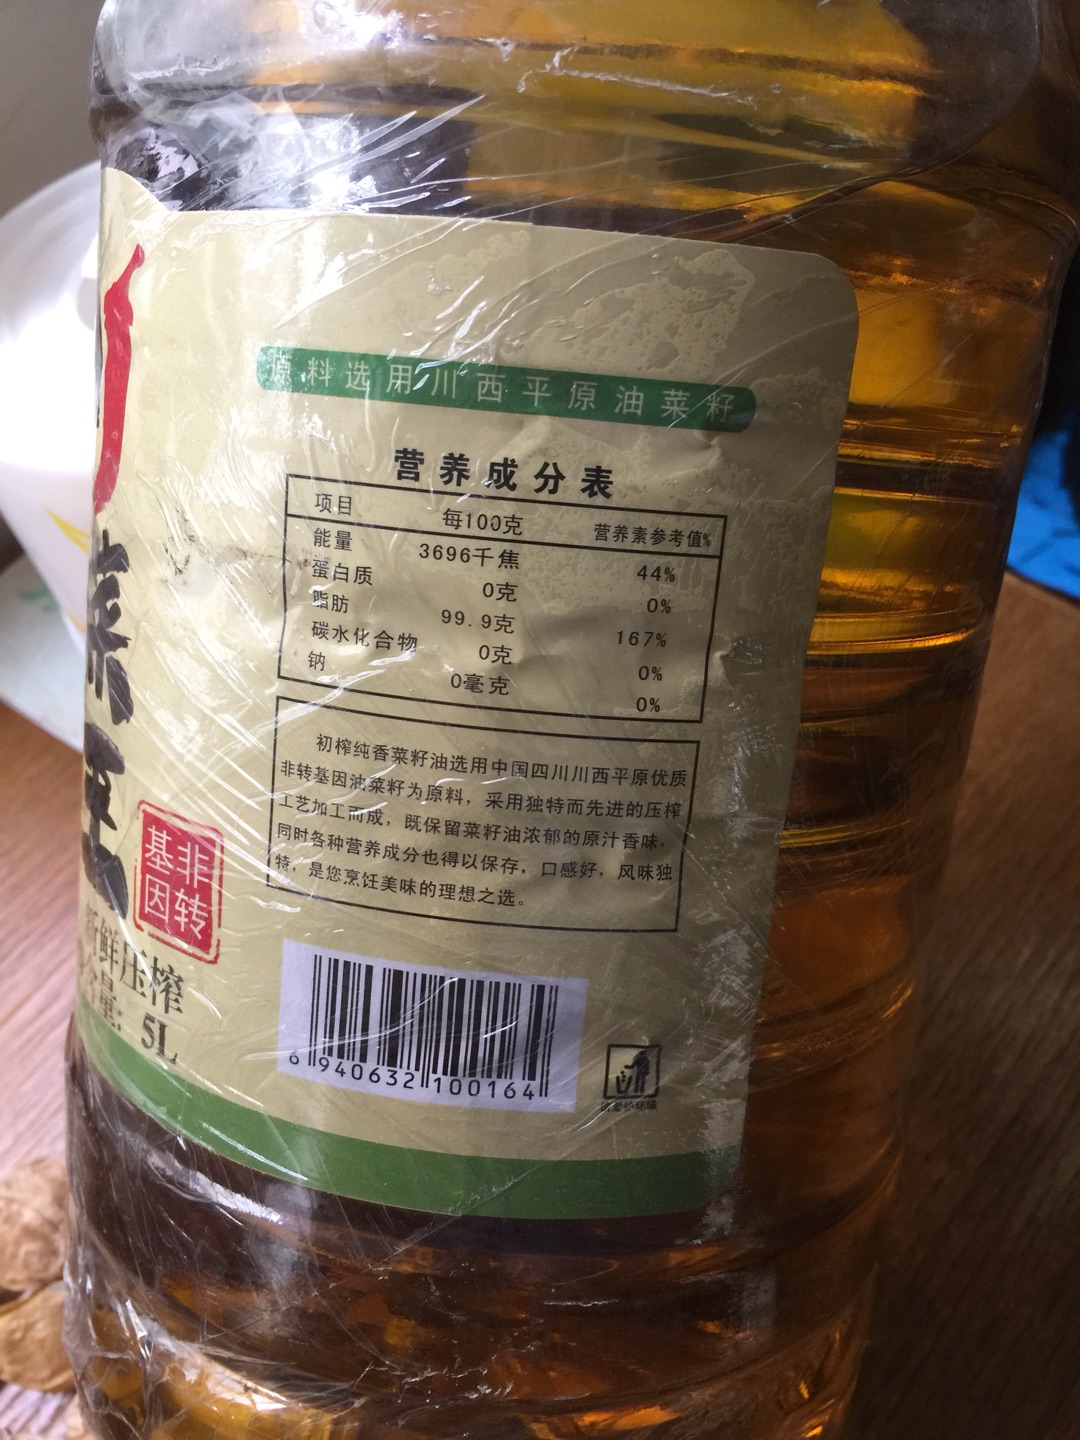 原料选用川西平原油菜籽
营养成分表
项目 每100克 营养素参考值%
能量 3696千焦 44%
蛋白质 0克 0%
脂肪 99.9克 167%
碳水化合物 0克 0%
钠 0毫克 0%
初榨纯香菜籽油选用中国四川川西平原优质
非转基因油菜籽为原料，采用独特而先进的压榨
工艺加工而成，既保留菜籽油浓郁的原汁香味，
同时各种营养成分也得以保存，口感好，风味独
特，是您烹饪美味的理想之选。
菜王
非转
基因
新鲜压榨
含量：5L
6 940632 100164